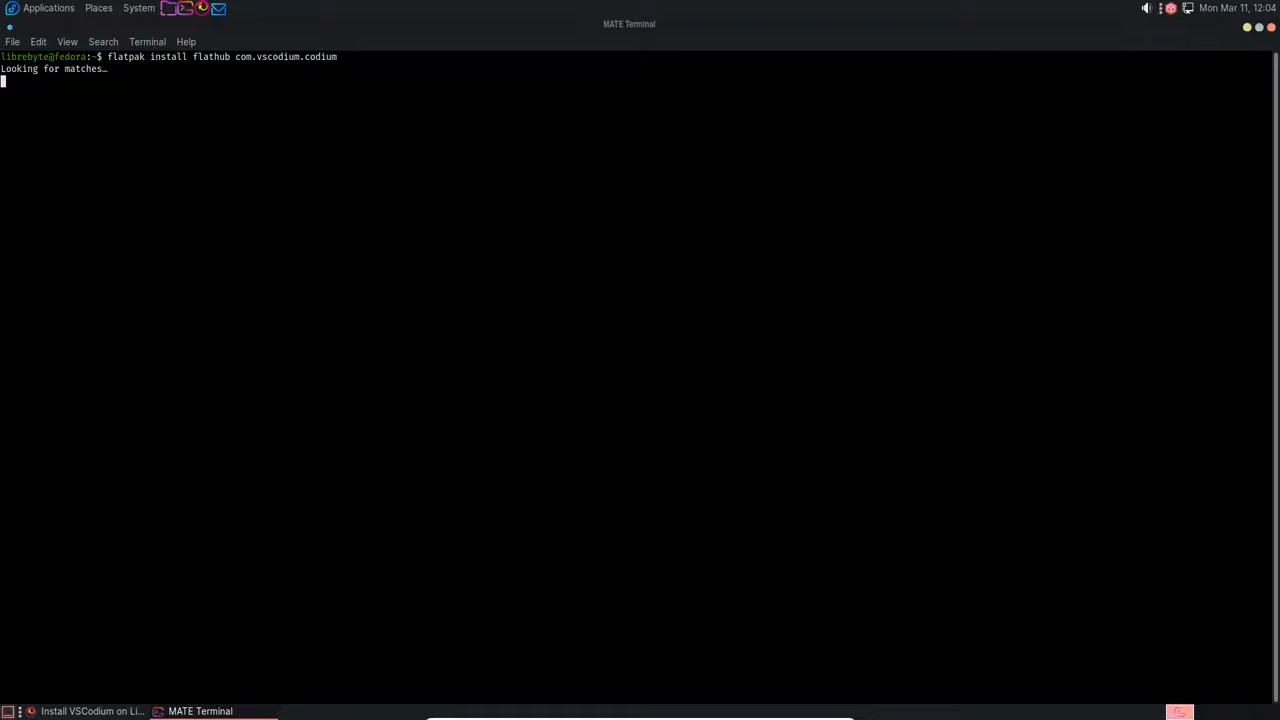 Applications Places System Mon Mar 11, 12:04
MATE Terminal
File Edit View Search Terminal Help
librebyte@fedora:~$ flatpak install flathub com.vscodium.codium
Looking for matches…
Install VSCodium on Li... MATE Terminal